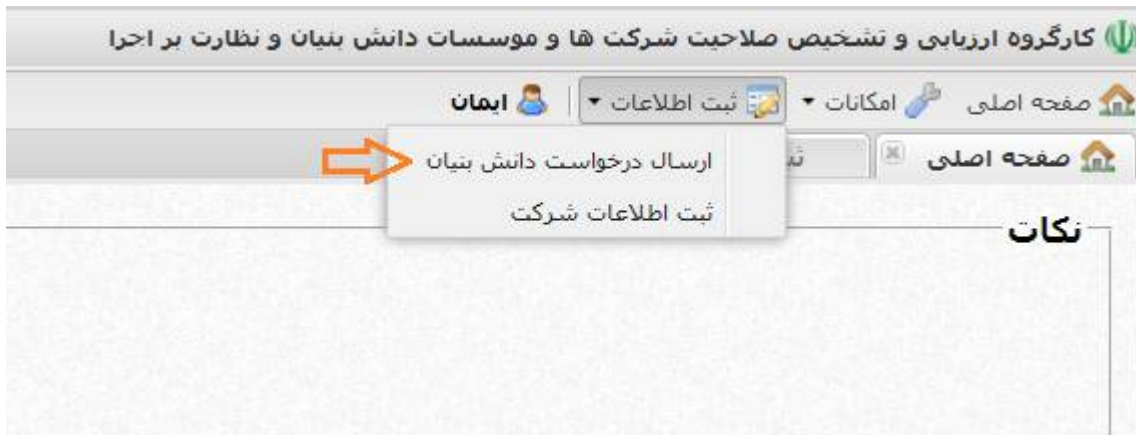 کارگروه ارزیابی و تشخیص صلاحیت شرکت ها و موسسات دانش بنیان و نظارت بر اجرا
صفحه اصلی امکانات ثبت اطلاعات ایمان
صفحه اصلی
ارسال درخواست دانش بنیان
ثبت اطلاعات شرکت
نکات